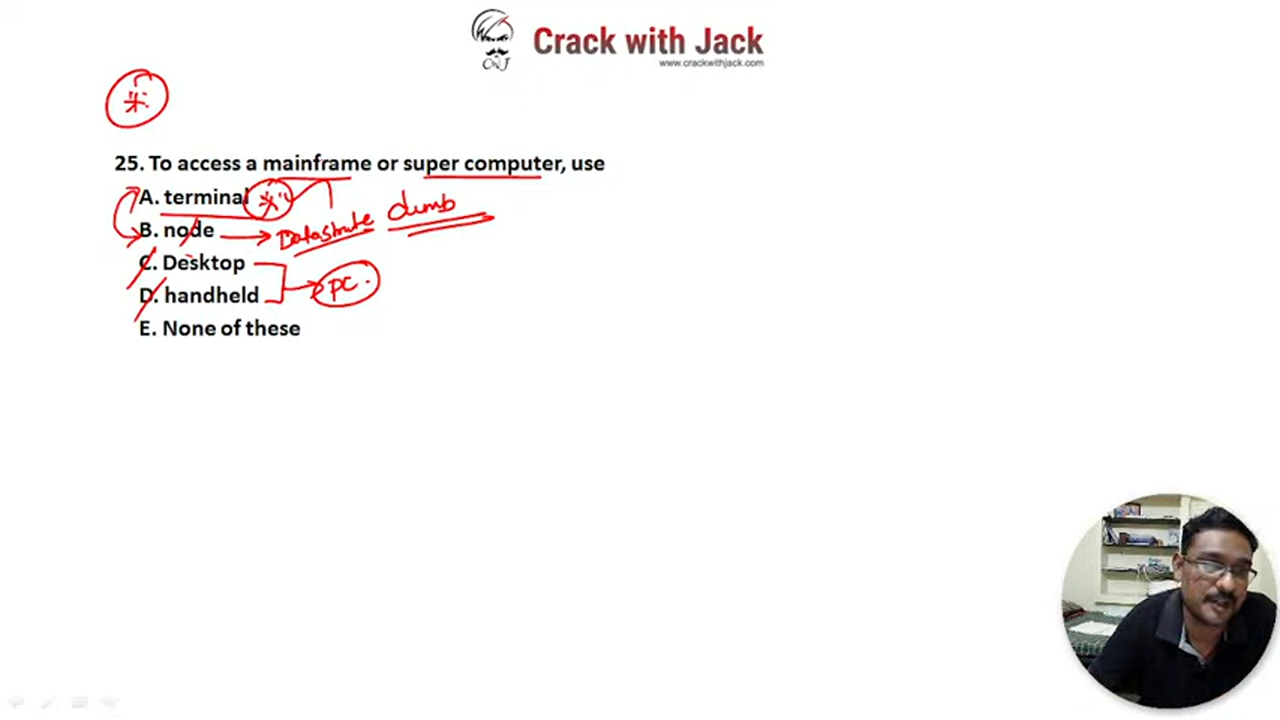 Crack with Jack
www.crackwithjack.com
CWJ
25. To access a mainframe or super computer, use
A. terminal
dumb
B. node
Datastrute
C. Desktop
D. handheld
PC.
E. None of these